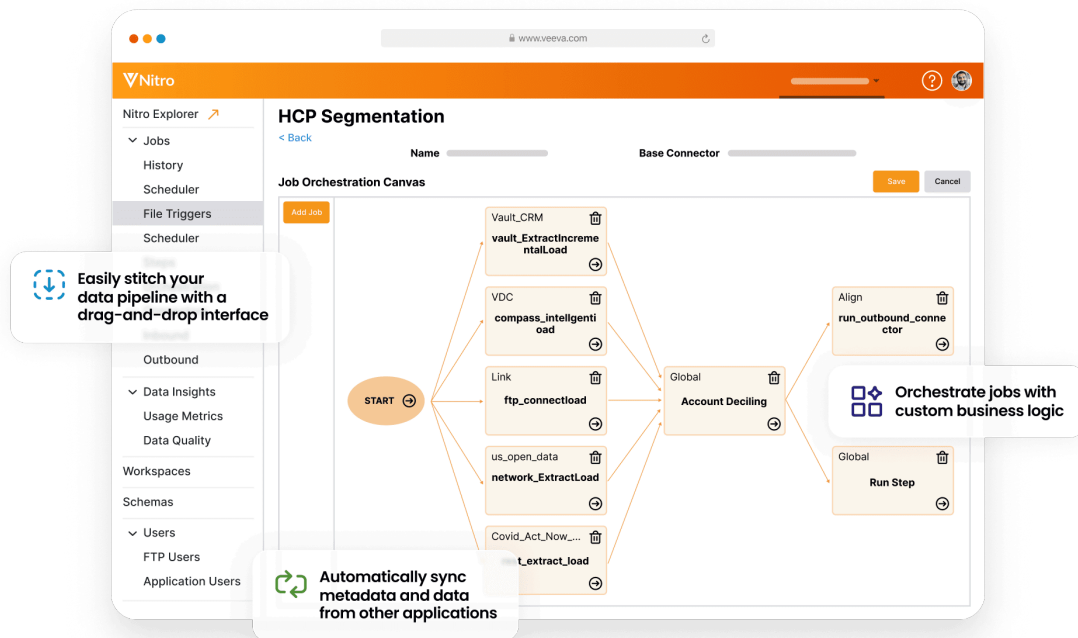 www.veeva.com
Nitro
?
Nitro Explorer
Jobs
History
Scheduler
File Triggers
Scheduler
Outbound
Data Insights
Usage Metrics
Data Quality
Workspaces
Schemas
Users
FTP Users
Application Users
HCP Segmentation
< Back
Name
Base Connector
Job Orchestration Canvas
Save
Cancel
Add Job
START
Vault_CRM
vault_ExtractIncreme
ntalLoad
VDC
compass_intellgenti
oad
Link
ftp_connectload
us_open_data
network_ExtractLoad
Covid_Act_Now_...
t_extract_load
Global
Account Deciling
Align
run_outbound_conne
ctor
Global
Run Step
Easily stitch your
data pipeline with a
drag-and-drop interface
Orchestrate jobs with
custom business logic
Automatically sync
metadata and data
from other applications